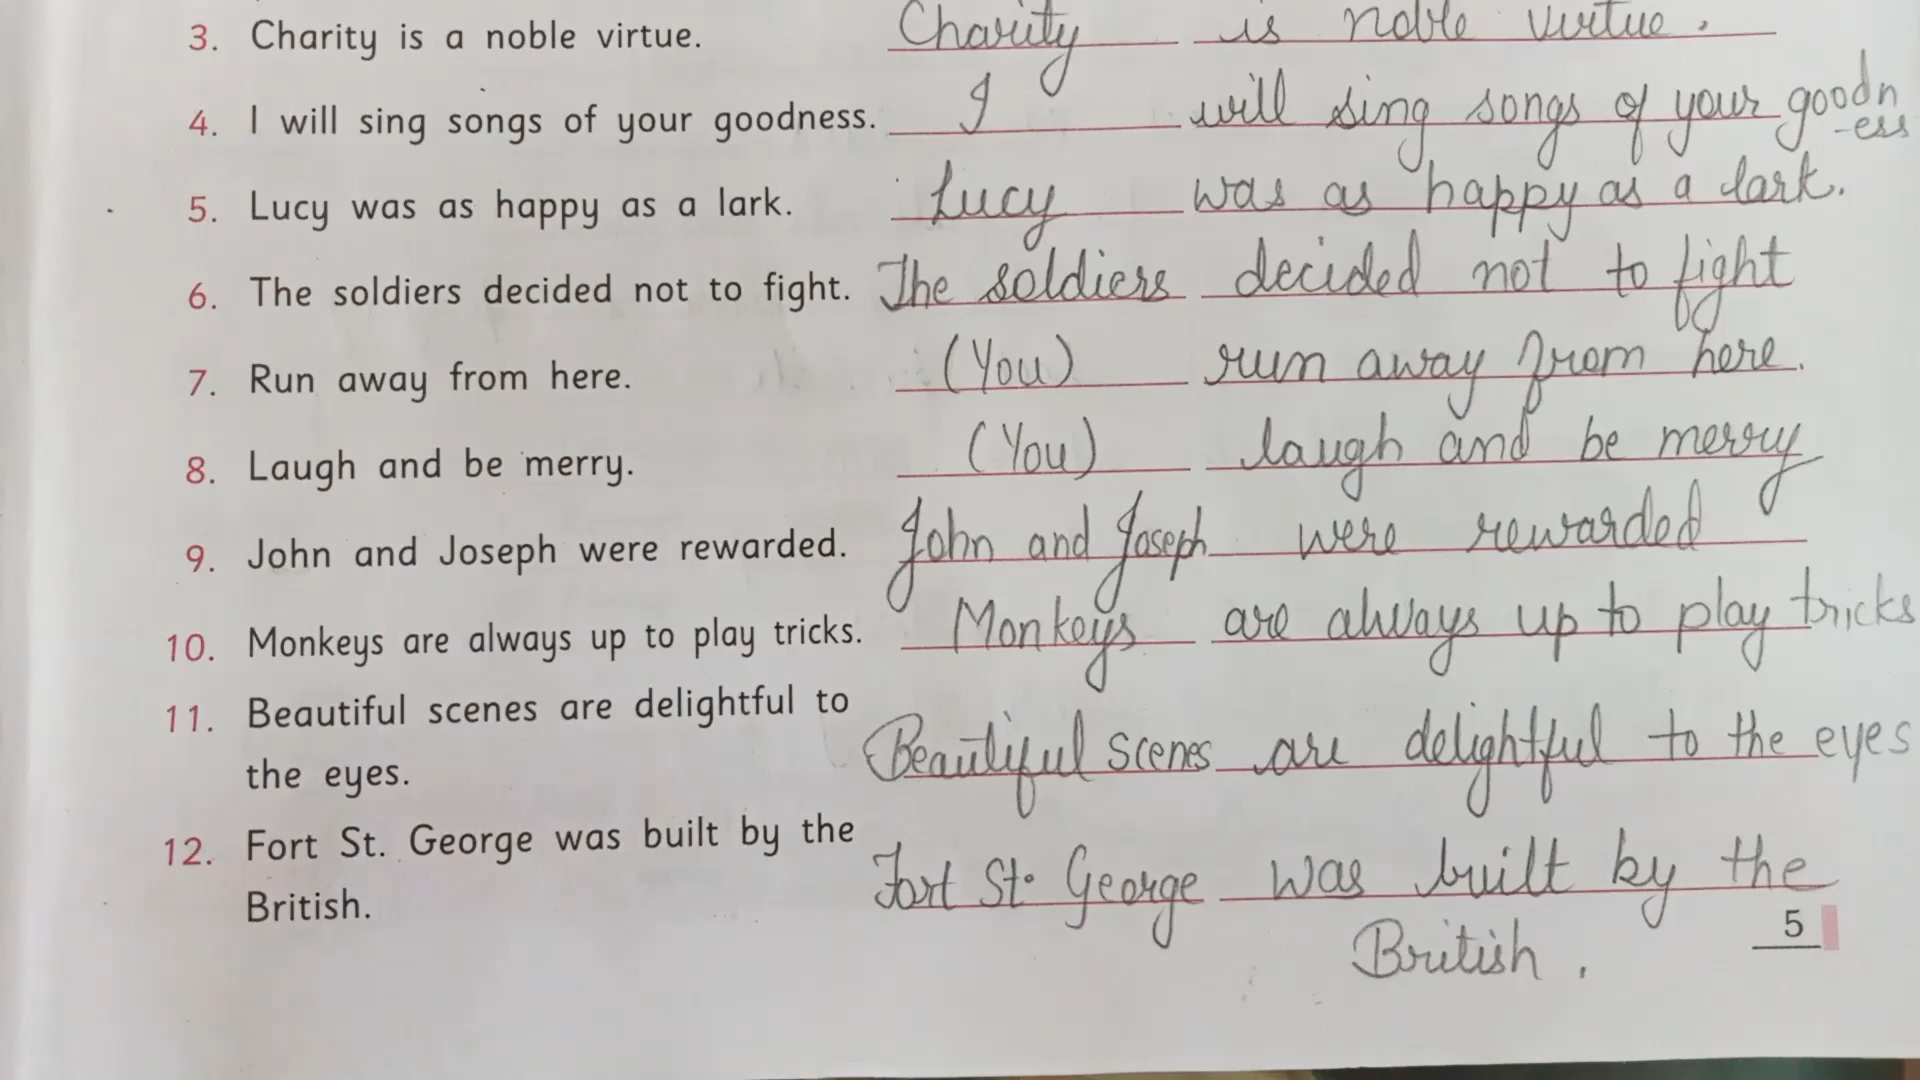 3. Charity is a noble virtue. Charity is noble virtue.
4. I will sing songs of your goodness. I will sing songs of your goodn
-ess
5. Lucy was as happy as a lark. Lucy was as happy as a lark.
6. The soldiers decided not to fight. The soldiers decided not to fight
7. Run away from here. (You) run away from here.
8. Laugh and be merry. (You) laugh and be merry
9. John and Joseph were rewarded. John and Joseph were rewarded
10. Monkeys are always up to play tricks. Monkeys are always up to play tricks
11. Beautiful scenes are delightful to
the eyes. Beautiful scenes are delightful to the eyes
12. Fort St. George was built by the
British. Fort St. George was built by the
British.
5